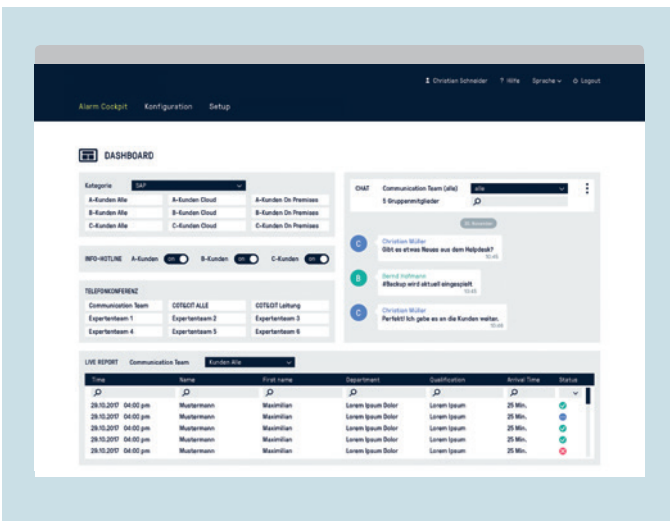 Christian Schneider ? Hilfe Sprache Logout
Alarm Cockpit Konfiguration Setup
DASHBOARD
Kategorie SAP
A-Kunden Alle A-Kunden Cloud A-Kunden On Premises
B-Kunden Alle B-Kunden Cloud B-Kunden On Premises
C-Kunden Alle C-Kunden Cloud C-Kunden On Premises
INFO-HOTLINE A-Kunden on B-Kunden on C-Kunden on
TELEFONKONFERENZ
Communication Team COT&CIT ALLE COT&CIT Leitung
Expertenteam 1 Expertenteam 2 Expertenteam 3
Expertenteam 4 Expertenteam 5 Expertenteam 6
CHAT Communication Team (alle) alle
5 Gruppenmitglieder
C Christian Müller
Gibt es etwas Neues aus dem Helpdesk?
10:45
B Bernd Hofmann
#Backup wird aktuell eingespielt
10:45
C Christian Müller
Perfekt! Ich gebe es an die Kunden weiter.
10:46
LIVE REPORT Communication Team Kunden Alle
Time Name First name Department Qualification Arrival Time Status
29.10.2017 04:00 pm Mustermann Maximilian Lorem Ipsum Dolor Lorem Ipsum 25 Min.
29.10.2017 04:00 pm Mustermann Maximilian Lorem Ipsum Dolor Lorem Ipsum 25 Min.
29.10.2017 04:00 pm Mustermann Maximilian Lorem Ipsum Dolor Lorem Ipsum 25 Min.
29.10.2017 04:00 pm Mustermann Maximilian Lorem Ipsum Dolor Lorem Ipsum 25 Min.
29.10.2017 04:00 pm Mustermann Maximilian Lorem Ipsum Dolor Lorem Ipsum 25 Min.